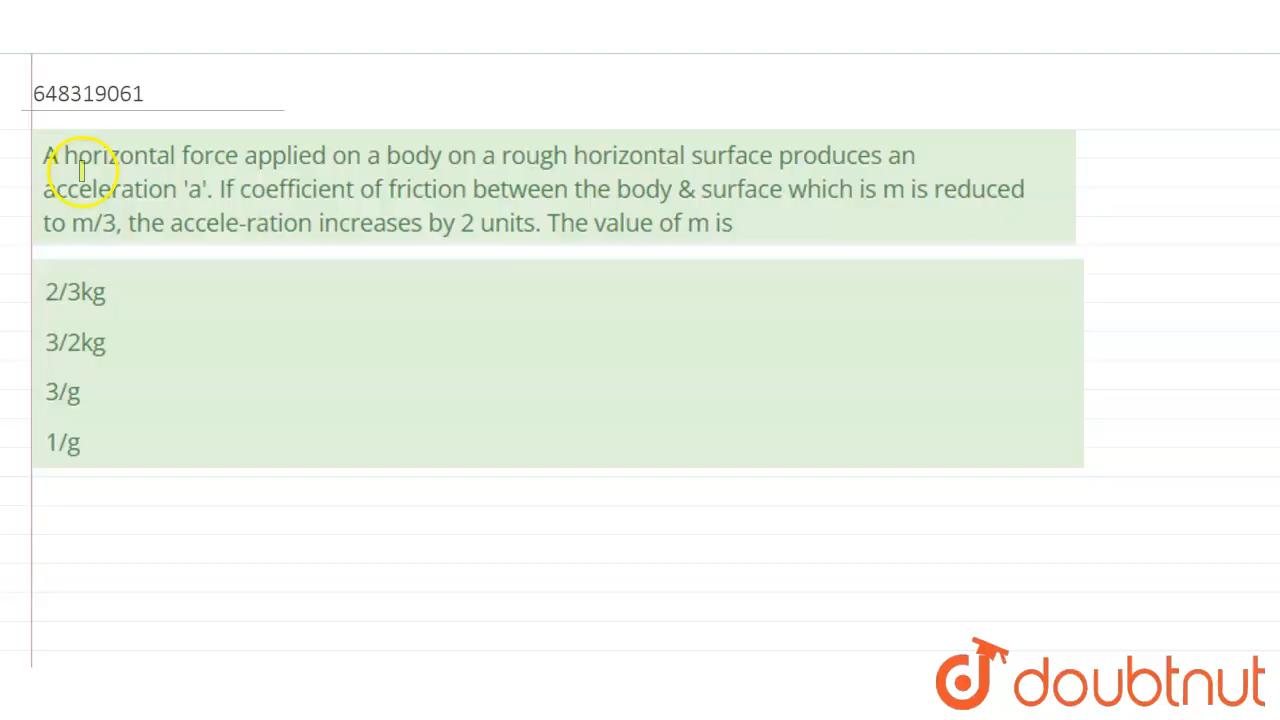 648319061
A horizontal force applied on a body on a rough horizontal surface produces an
acceleration 'a'. If coefficient of friction between the body & surface which is m is reduced
to m/3, the accele-ration increases by 2 units. The value of m is
2/3kg
3/2kg
3/g
1/g
doubtnut